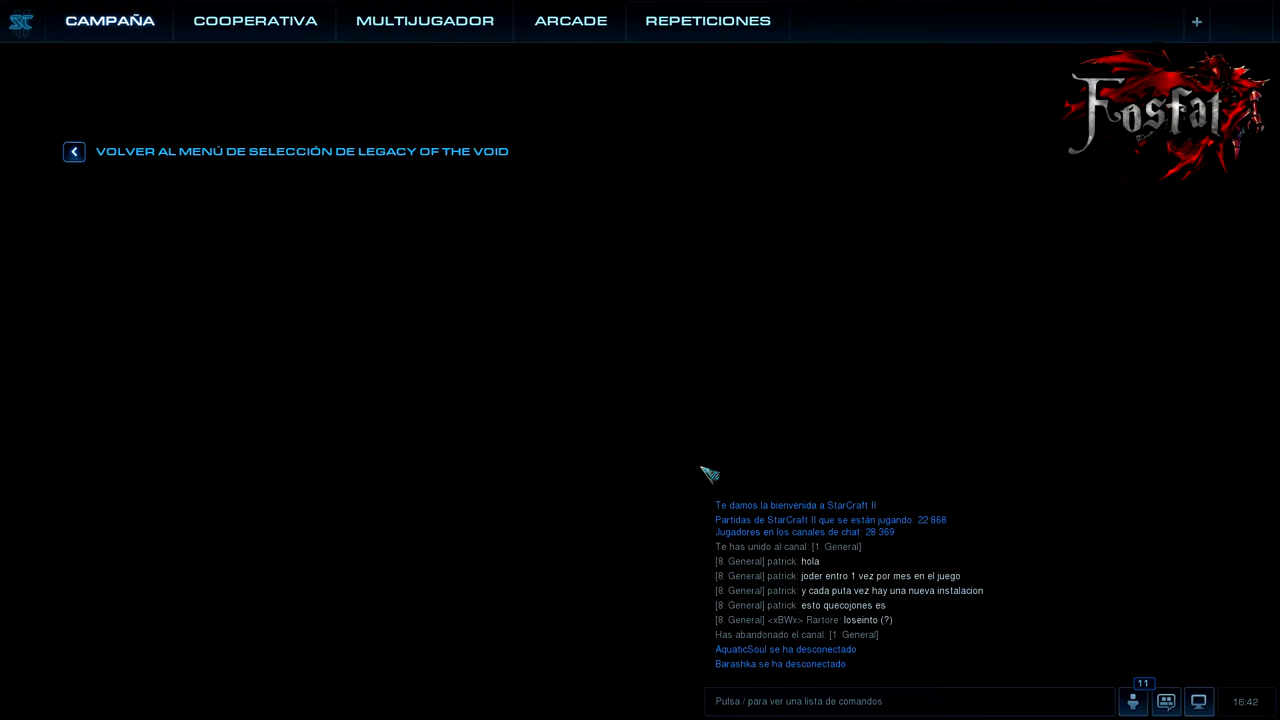 CAMPAÑA
COOPERATIVA
MULTIJUGADOR
ARCADE
REPETICIONES
+
Fosfat
VOLVER AL MENÚ DE SELECCIÓN DE LEGACY OF THE VOID
Te damos la bienvenida a StarCraft II
Partidas de StarCraft II que se están jugando: 22 868
Jugadores en los canales de chat: 28 369
Te has unido al canal: [1. General]
[8. General] patrick: hola
[8. General] patrick: joder entro 1 vez por mes en el juego
[8. General] patrick: y cada puta vez hay una nueva instalacion
[8. General] patrick: esto quecojones es
[8. General] <xBWx> Rartore: loseinto (?)
Has abandonado el canal: [1. General]
AquaticSoul se ha desconectado
Barashka se ha desconectado
11
Pulsa / para ver una lista de comandos
16:42